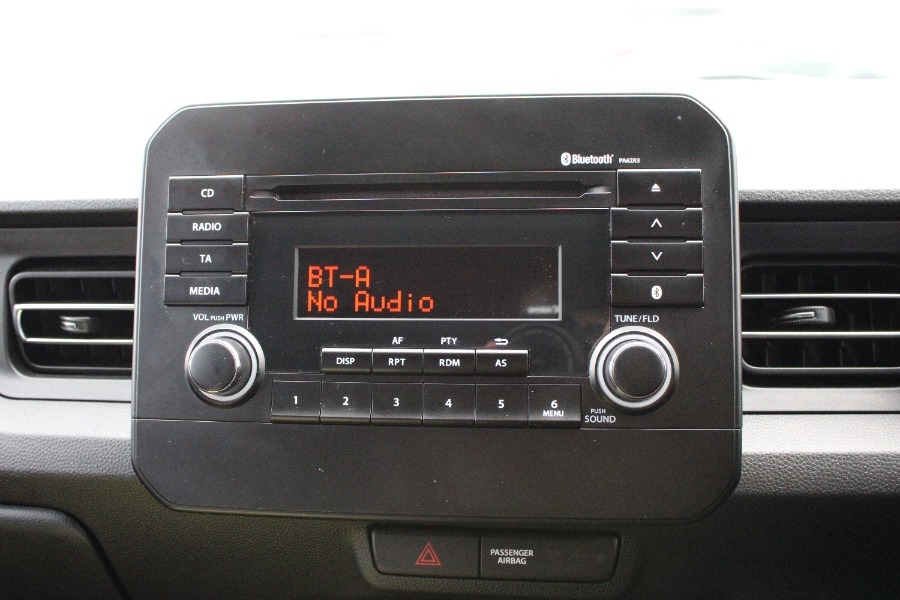 Bluetooth PA62R3
CD
RADIO
TA
MEDIA
BT-A
No Audio
VOL PUSH PWR
TUNE/FLD
AF PTY
DISP RPT RDM AS
1 2 3 4 5 6
MENU
PUSH
SOUND
PASSENGER
AIRBAG